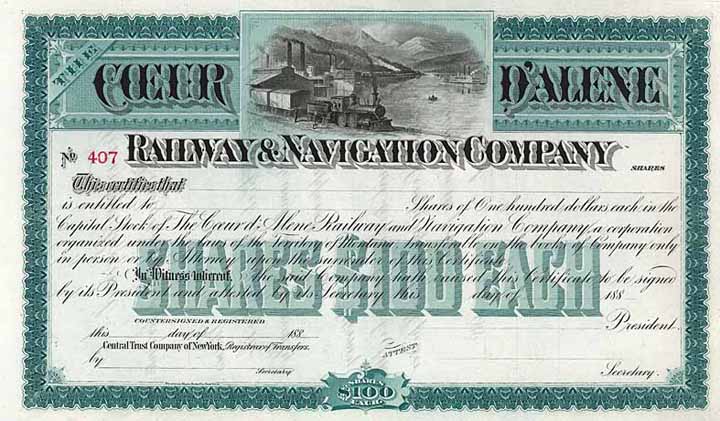 THE
CŒUR D'ALENE
RAILWAY & NAVIGATION COMPANY
No 407 SHARES
This certifies that
is entitled to Shares of One hundred dollars each in the
Capital Stock of The Cœur d'Alene Railway and Navigation Company, a corporation
organized under the laws of the Territory of Montana Transferable on the books of Company only
in person or by Attorney upon the surrender of this Certificate
In Witness Whereof, the said Company hath caused this Certificate to be signed
by its President and attested by its Secretary this day of 188
SHARES $100 EACH
President.
COUNTERSIGNED & REGISTERED
this day of 188
Central Trust Company of New York, Registrar of Transfers.
ATTEST
by Secretary Secretary.
SHARES
$100
EACH